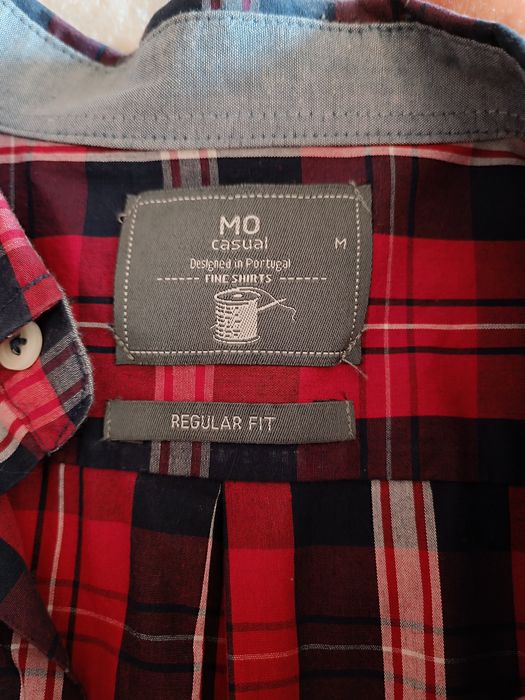 MO
casual
M
Designed in Portugal
FINE SHIRTS
REGULAR FIT